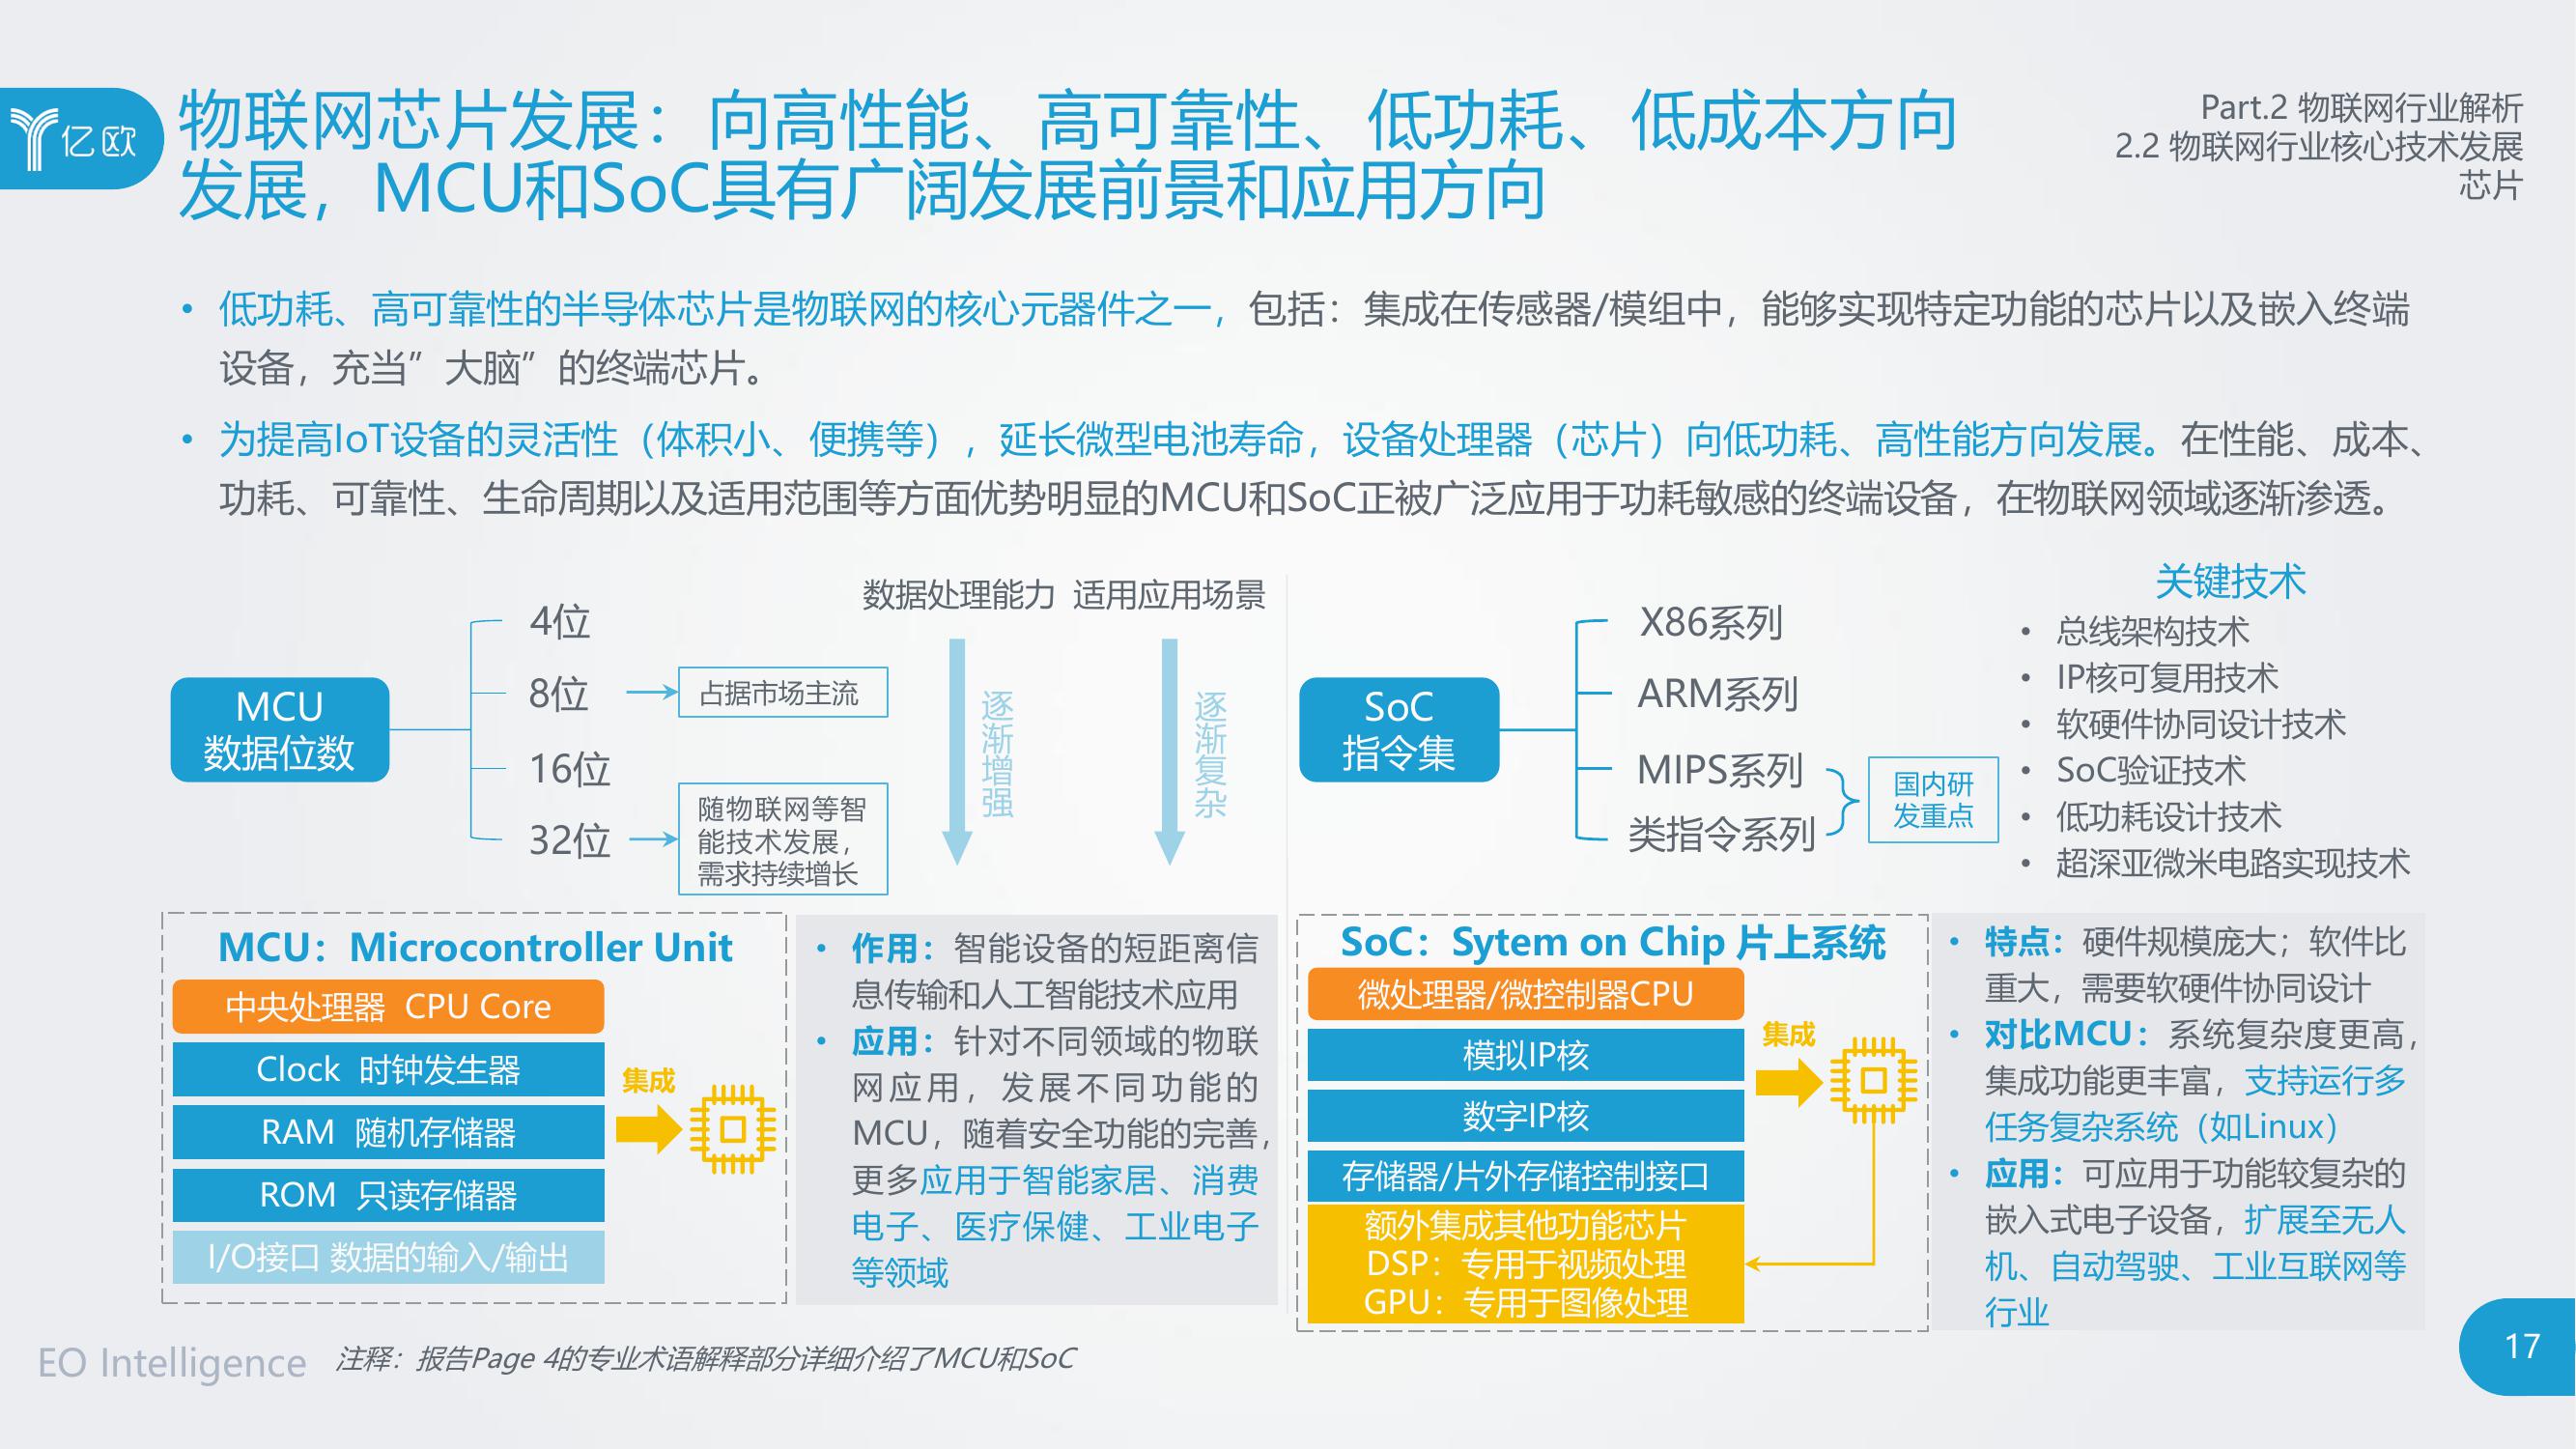 亿欧
物联网芯片发展：向高性能、高可靠性、低功耗、低成本方向
发展，MCU和SoC具有广阔发展前景和应用方向
Part.2 物联网行业解析
2.2 物联网行业核心技术发展
芯片
• 低功耗、高可靠性的半导体芯片是物联网的核心元器件之一，包括：集成在传感器/模组中，能够实现特定功能的芯片以及嵌入终端
设备，充当”大脑”的终端芯片。
• 为提高IoT设备的灵活性（体积小、便携等），延长微型电池寿命，设备处理器（芯片）向低功耗、高性能方向发展。在性能、成本、
功耗、可靠性、生命周期以及适用范围等方面优势明显的MCU和SoC正被广泛应用于功耗敏感的终端设备，在物联网领域逐渐渗透。
MCU
数据位数
4位
8位
16位
32位
占据市场主流
随物联网等智
能技术发展，
需求持续增长
数据处理能力
逐渐增强
适用应用场景
逐渐复杂
SoC
指令集
X86系列
ARM系列
MIPS系列
类指令系列
国内研
发重点
关键技术
• 总线架构技术
• IP核可复用技术
• 软硬件协同设计技术
• SoC验证技术
• 低功耗设计技术
• 超深亚微米电路实现技术
MCU：Microcontroller Unit
中央处理器 CPU Core
Clock 时钟发生器
RAM 随机存储器
ROM 只读存储器
I/O接口 数据的输入/输出
集成
• 作用：智能设备的短距离信
息传输和人工智能技术应用
• 应用：针对不同领域的物联
网应用，发展不同功能的
MCU，随着安全功能的完善，
更多应用于智能家居、消费
电子、医疗保健、工业电子
等领域
SoC：Sytem on Chip 片上系统
微处理器/微控制器CPU
模拟IP核
数字IP核
存储器/片外存储控制接口
额外集成其他功能芯片
DSP：专用于视频处理
GPU：专用于图像处理
集成
• 特点：硬件规模庞大；软件比
重大，需要软硬件协同设计
• 对比MCU：系统复杂度更高，
集成功能更丰富，支持运行多
任务复杂系统（如Linux）
• 应用：可应用于功能较复杂的
嵌入式电子设备，扩展至无人
机、自动驾驶、工业互联网等
行业
EO Intelligence
注释：报告Page 4的专业术语解释部分详细介绍了MCU和SoC
17